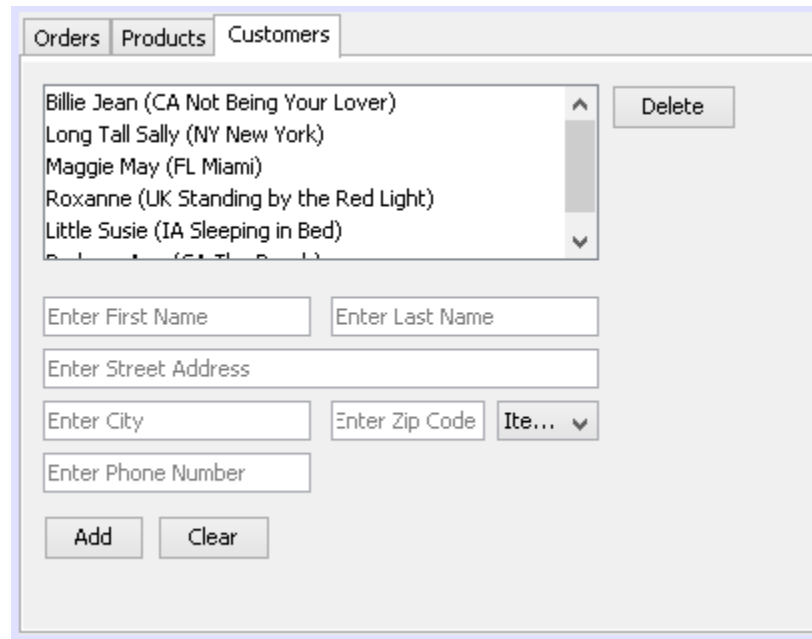 Orders Products Customers
Billie Jean (CA Not Being Your Lover)
Delete
Long Tall Sally (NY New York)
Maggie May (FL Miami)
Roxanne (UK Standing by the Red Light)
Little Susie (IA Sleeping in Bed)
Enter First Name Enter Last Name
Enter Street Address
Enter City Enter Zip Code Ite...
Enter Phone Number
Add Clear